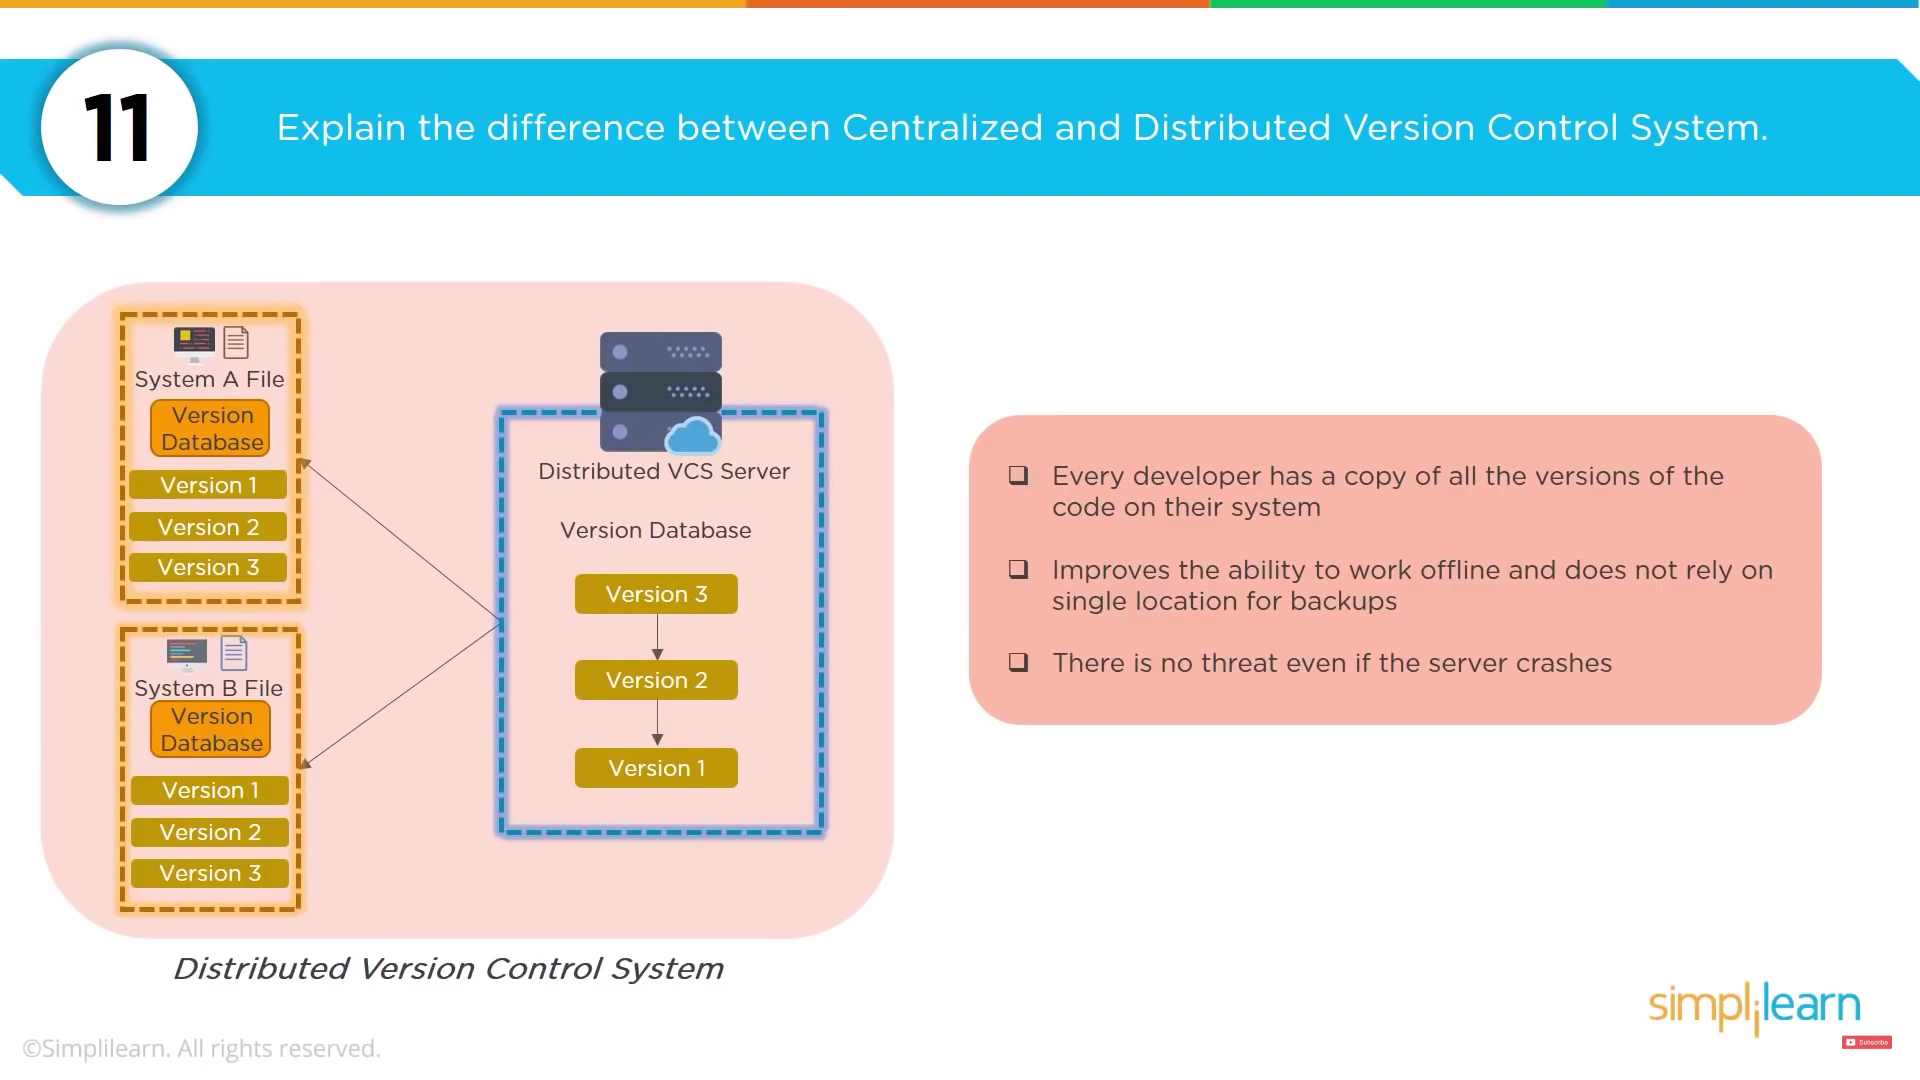 11
Explain the difference between Centralized and Distributed Version Control System.
System A File
Version
Database
Version 1
Version 2
Version 3
System B File
Version
Database
Version 1
Version 2
Version 3
Distributed VCS Server
Version Database
Version 3
Version 2
Version 1
Distributed Version Control System
Every developer has a copy of all the versions of the
code on their system
Improves the ability to work offline and does not rely on
single location for backups
There is no threat even if the server crashes
simplilearn
Subscribe
©Simplilearn. All rights reserved.